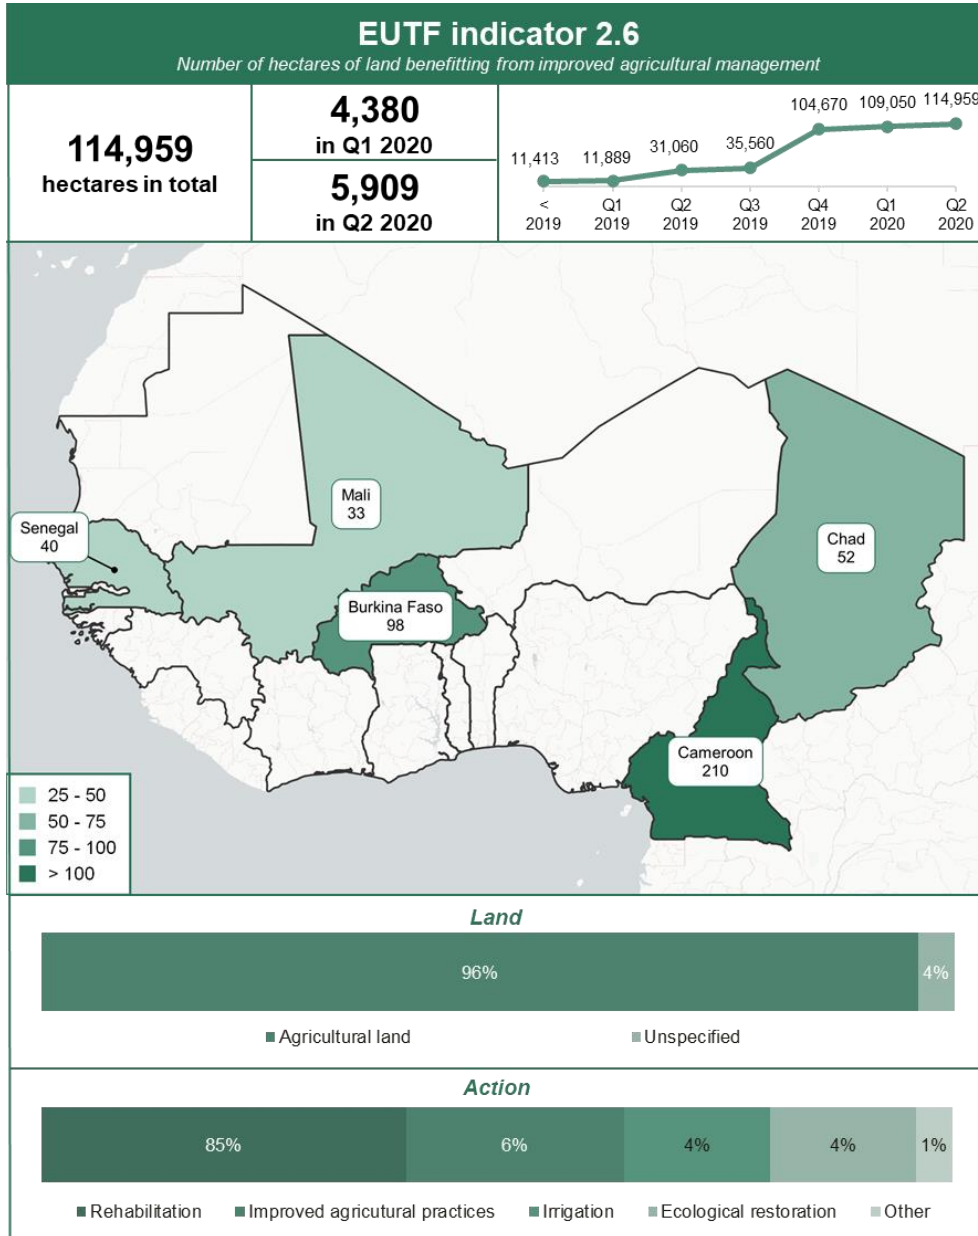 EUTF indicator 2.6
Number of hectares of land benefitting from improved agricultural management
114,959
hectares in total
4,380
in Q1 2020
5,909
in Q2 2020
11,413
11,889
31,060
35,560
104,670
109,050
114,959
<
2019
Q1
2019
Q2
2019
Q3
2019
Q4
2019
Q1
2020
Q2
2020
Mali
33
Senegal
40
Chad
52
Burkina Faso
98
Cameroon
210
25 - 50
50 - 75
75 - 100
> 100
Land
96%
4%
Agricultural land
Unspecified
Action
85%
6%
4%
4%
1%
Rehabilitation
Improved agricutural practices
Irrigation
Ecological restoration
Other